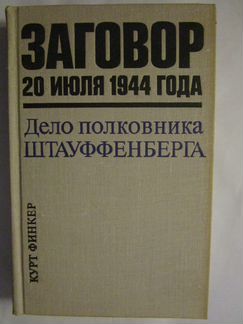 ЗАГОВОР
20 ИЮЛЯ 1944 ГОДА
Дело полковника
ШТАУФФЕНБЕРГА
КУРТ ФИНКЕР